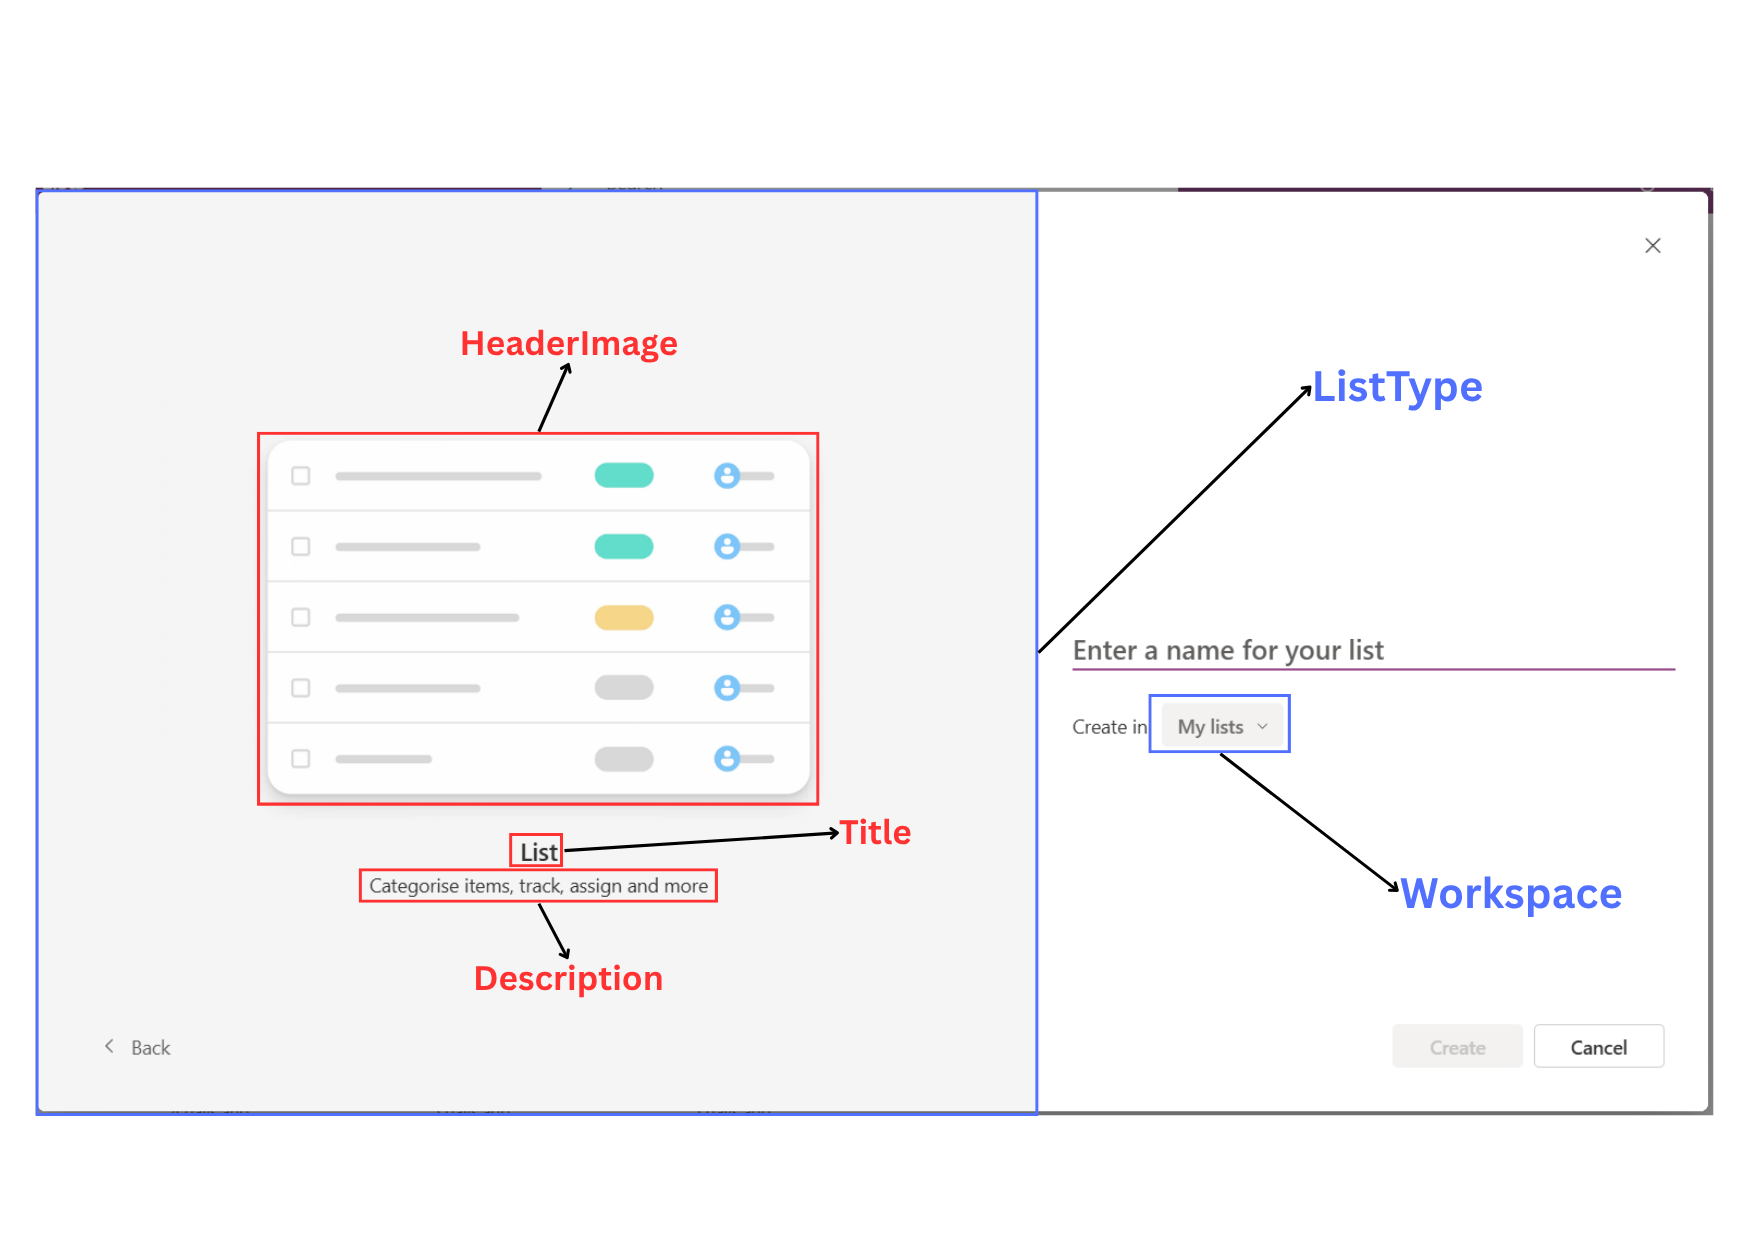 HeaderImage
ListType
Enter a name for your list
Create in My lists
List
Title
Categorise items, track, assign and more
Workspace
Description
Back
Create
Cancel